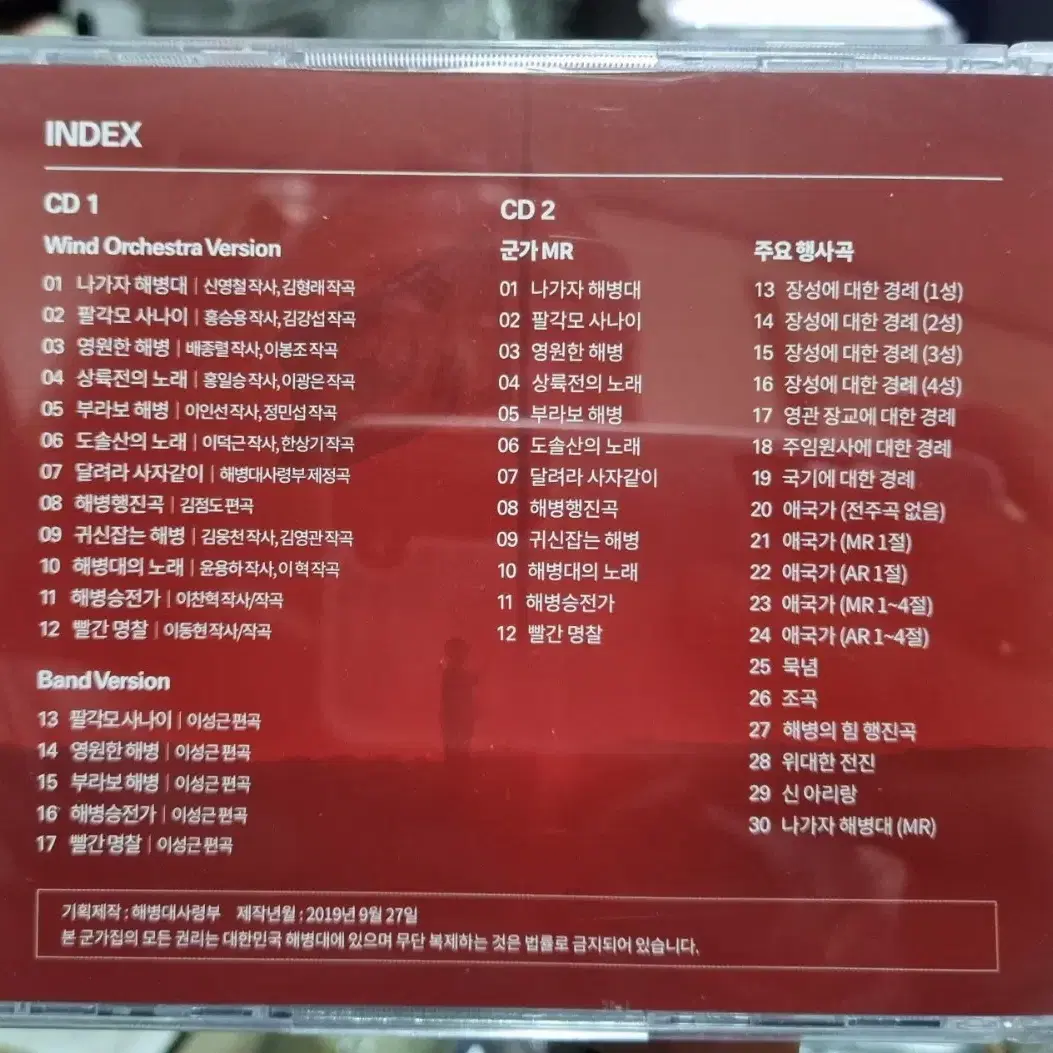 INDEX
CD 1
Wind Orchestra Version
01 나가자 해병대 | 신영철 작사, 김형래 작곡
02 팔각모 사나이 | 홍승용 작사, 김강섭 작곡
03 영원한 해병 | 배종렬 작사, 이봉조 작곡
04 상륙전의 노래 | 홍일승 작사, 이광은 작곡
05 부라보 해병 | 이인선 작사, 정민섭 작곡
06 도솔산의 노래 | 이덕근 작사, 한상기 작곡
07 달려라 사자같이 | 해병대사령부 제정곡
08 해병행진곡 | 김점도 편곡
09 귀신잡는 해병 | 김웅천 작사, 김영관 작곡
10 해병대의 노래 | 윤용하 작사, 이 혁 작곡
11 해병승전가 | 이찬혁 작사/작곡
12 빨간 명찰 | 이동현 작사/작곡
Band Version
13 팔각모 사나이 | 이성근 편곡
14 영원한 해병 | 이성근 편곡
15 부라보 해병 | 이성근 편곡
16 해병승전가 | 이성근 편곡
17 빨간 명찰 | 이성근 편곡
CD 2
군가 MR
01 나가자 해병대
02 팔각모 사나이
03 영원한 해병
04 상륙전의 노래
05 부라보 해병
06 도솔산의 노래
07 달려라 사자같이
08 해병행진곡
09 귀신잡는 해병
10 해병대의 노래
11 해병승전가
12 빨간 명찰
주요 행사곡
13 장성에 대한 경례 (1성)
14 장성에 대한 경례 (2성)
15 장성에 대한 경례 (3성)
16 장성에 대한 경례 (4성)
17 영관 장교에 대한 경례
18 주임원사에 대한 경례
19 국기에 대한 경례
20 애국가 (전주곡 없음)
21 애국가 (MR 1절)
22 애국가 (AR 1절)
23 애국가 (MR 1~4절)
24 애국가 (AR 1~4절)
25 묵념
26 조곡
27 해병의 힘 행진곡
28 위대한 전진
29 신 아리랑
30 나가자 해병대 (MR)
기획제작 : 해병대사령부 제작년월 : 2019년 9월 27일
본 군가집의 모든 권리는 대한민국 해병대에 있으며 무단 복제하는 것은 법률로 금지되어 있습니다.